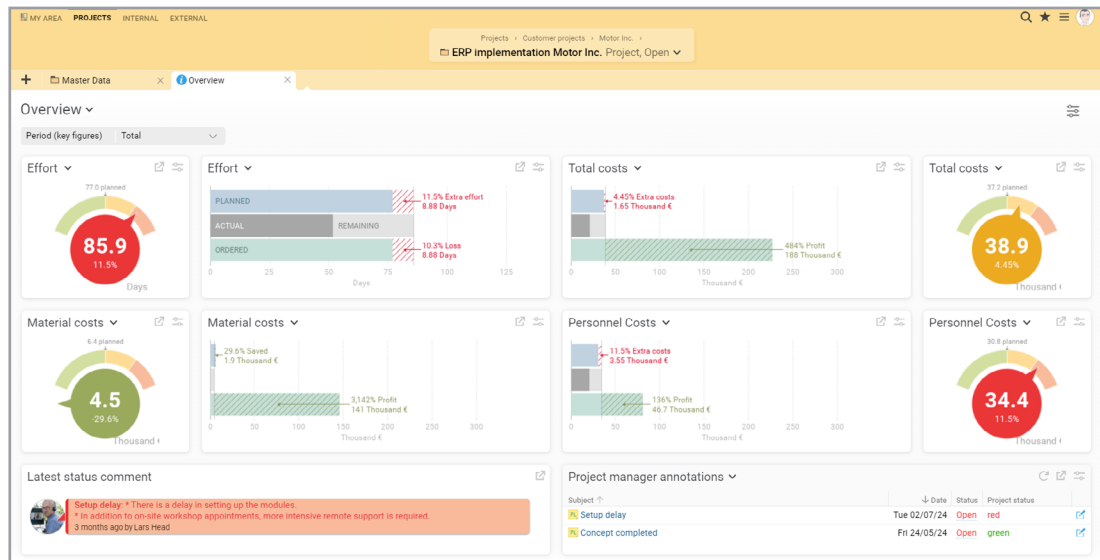 MY AREA PROJECTS INTERNAL EXTERNAL
Projects › Customer projects › Motor Inc. ›
ERP implementation Motor Inc. Project, Open
+ Master Data × Overview ×
Overview
Period (key figures) Total
Effort
77.0 planned
85.9
11.5%
Days
Effort
PLANNED
11.5% Extra effort
8.88 Days
ACTUAL REMAINING
ORDERED
10.3% Loss
8.88 Days
0 25 50 75 100 125
Days
Total costs
4.45% Extra costs
1.65 Thousand €
484% Profit
188 Thousand €
0 50 100 150 200 250 300
Thousand €
Total costs
37.2 planned
38.9
4.45%
Thousand €
Material costs
6.4 planned
4.5
-29.6%
Thousand €
Material costs
29.6% Saved
1.9 Thousand €
3,142% Profit
141 Thousand €
0 50 100 150 200 250 300
Thousand €
Personnel Costs
11.5% Extra costs
3.55 Thousand €
136% Profit
46.7 Thousand €
0 50 100 150 200 250 300
Thousand €
Personnel Costs
30.8 planned
34.4
11.5%
Thousand €
Latest status comment
Setup delay: * There is a delay in setting up the modules.
* In addition to on-site workshop appointments, more intensive remote support is required.
3 months ago by Lars Head
Project manager annotations
Subject ↑ ↓ Date Status Project status
PL Setup delay Tue 02/07/24 Open red
PL Concept completed Fri 24/05/24 Open green